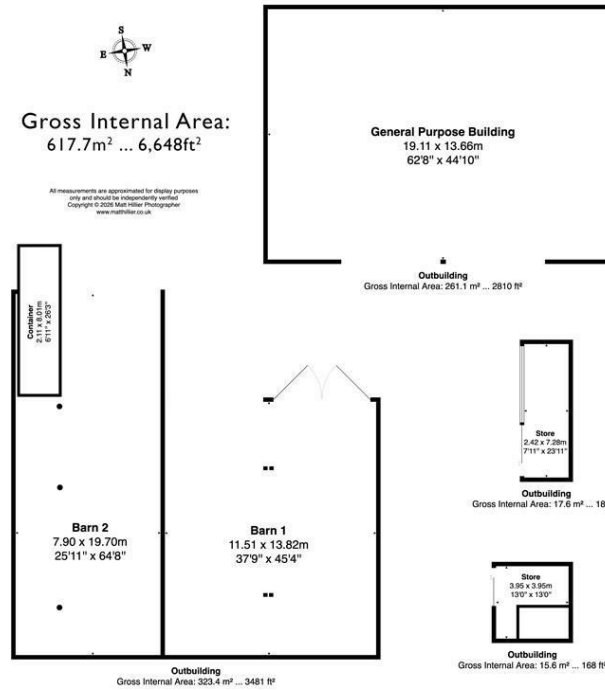 S
E W
N
Gross Internal Area:
617.7m² ... 6,648ft²
All measurements are approximated for display purposes
only and should be independently verified
Copyright © 2026 Matt Hillier Photographer
www.matthillier.co.uk
General Purpose Building
19.11 x 13.66m
62'8" x 44'10"
Outbuilding
Gross Internal Area: 261.1 m² ... 2810 ft²
Container
2.11 x 8.01m
6'11" x 26'3"
Barn 2
7.90 x 19.70m
25'11" x 64'8"
Barn 1
11.51 x 13.82m
37'9" x 45'4"
Outbuilding
Gross Internal Area: 323.4 m² ... 3481 ft²
Store
2.42 x 7.28m
7'11" x 23'11"
Outbuilding
Gross Internal Area: 17.6 m² ... 18
Store
3.95 x 3.95m
13'0" x 13'0"
Outbuilding
Gross Internal Area: 15.6 m² ... 168 ft²